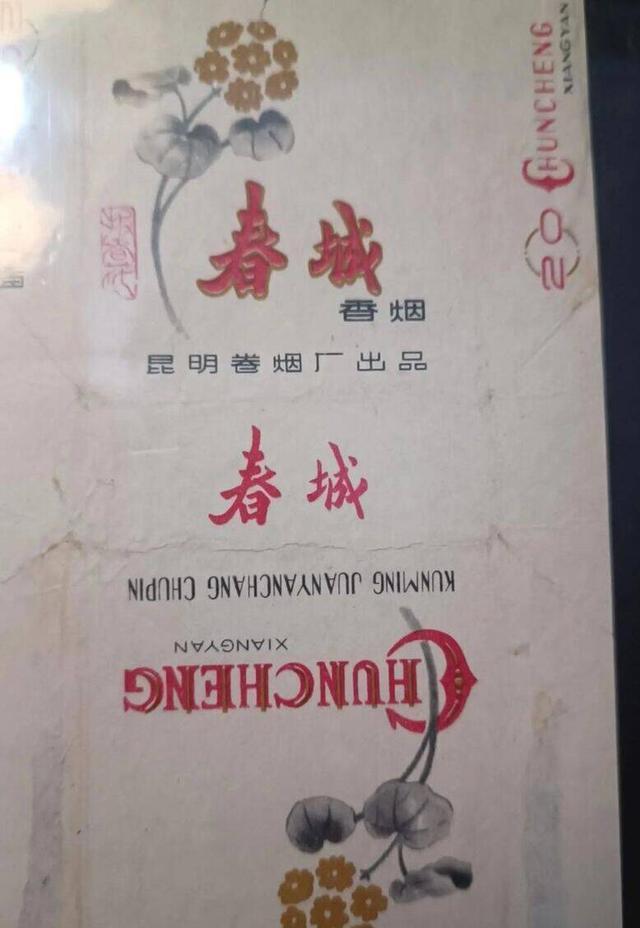 春城
香烟
昆明卷烟厂出品
春城
KUNMING JUANYANCHANG CHUPIN
XIANGYAN
CHUNCHENG
CHUNCHENG
XIANGYAN
20